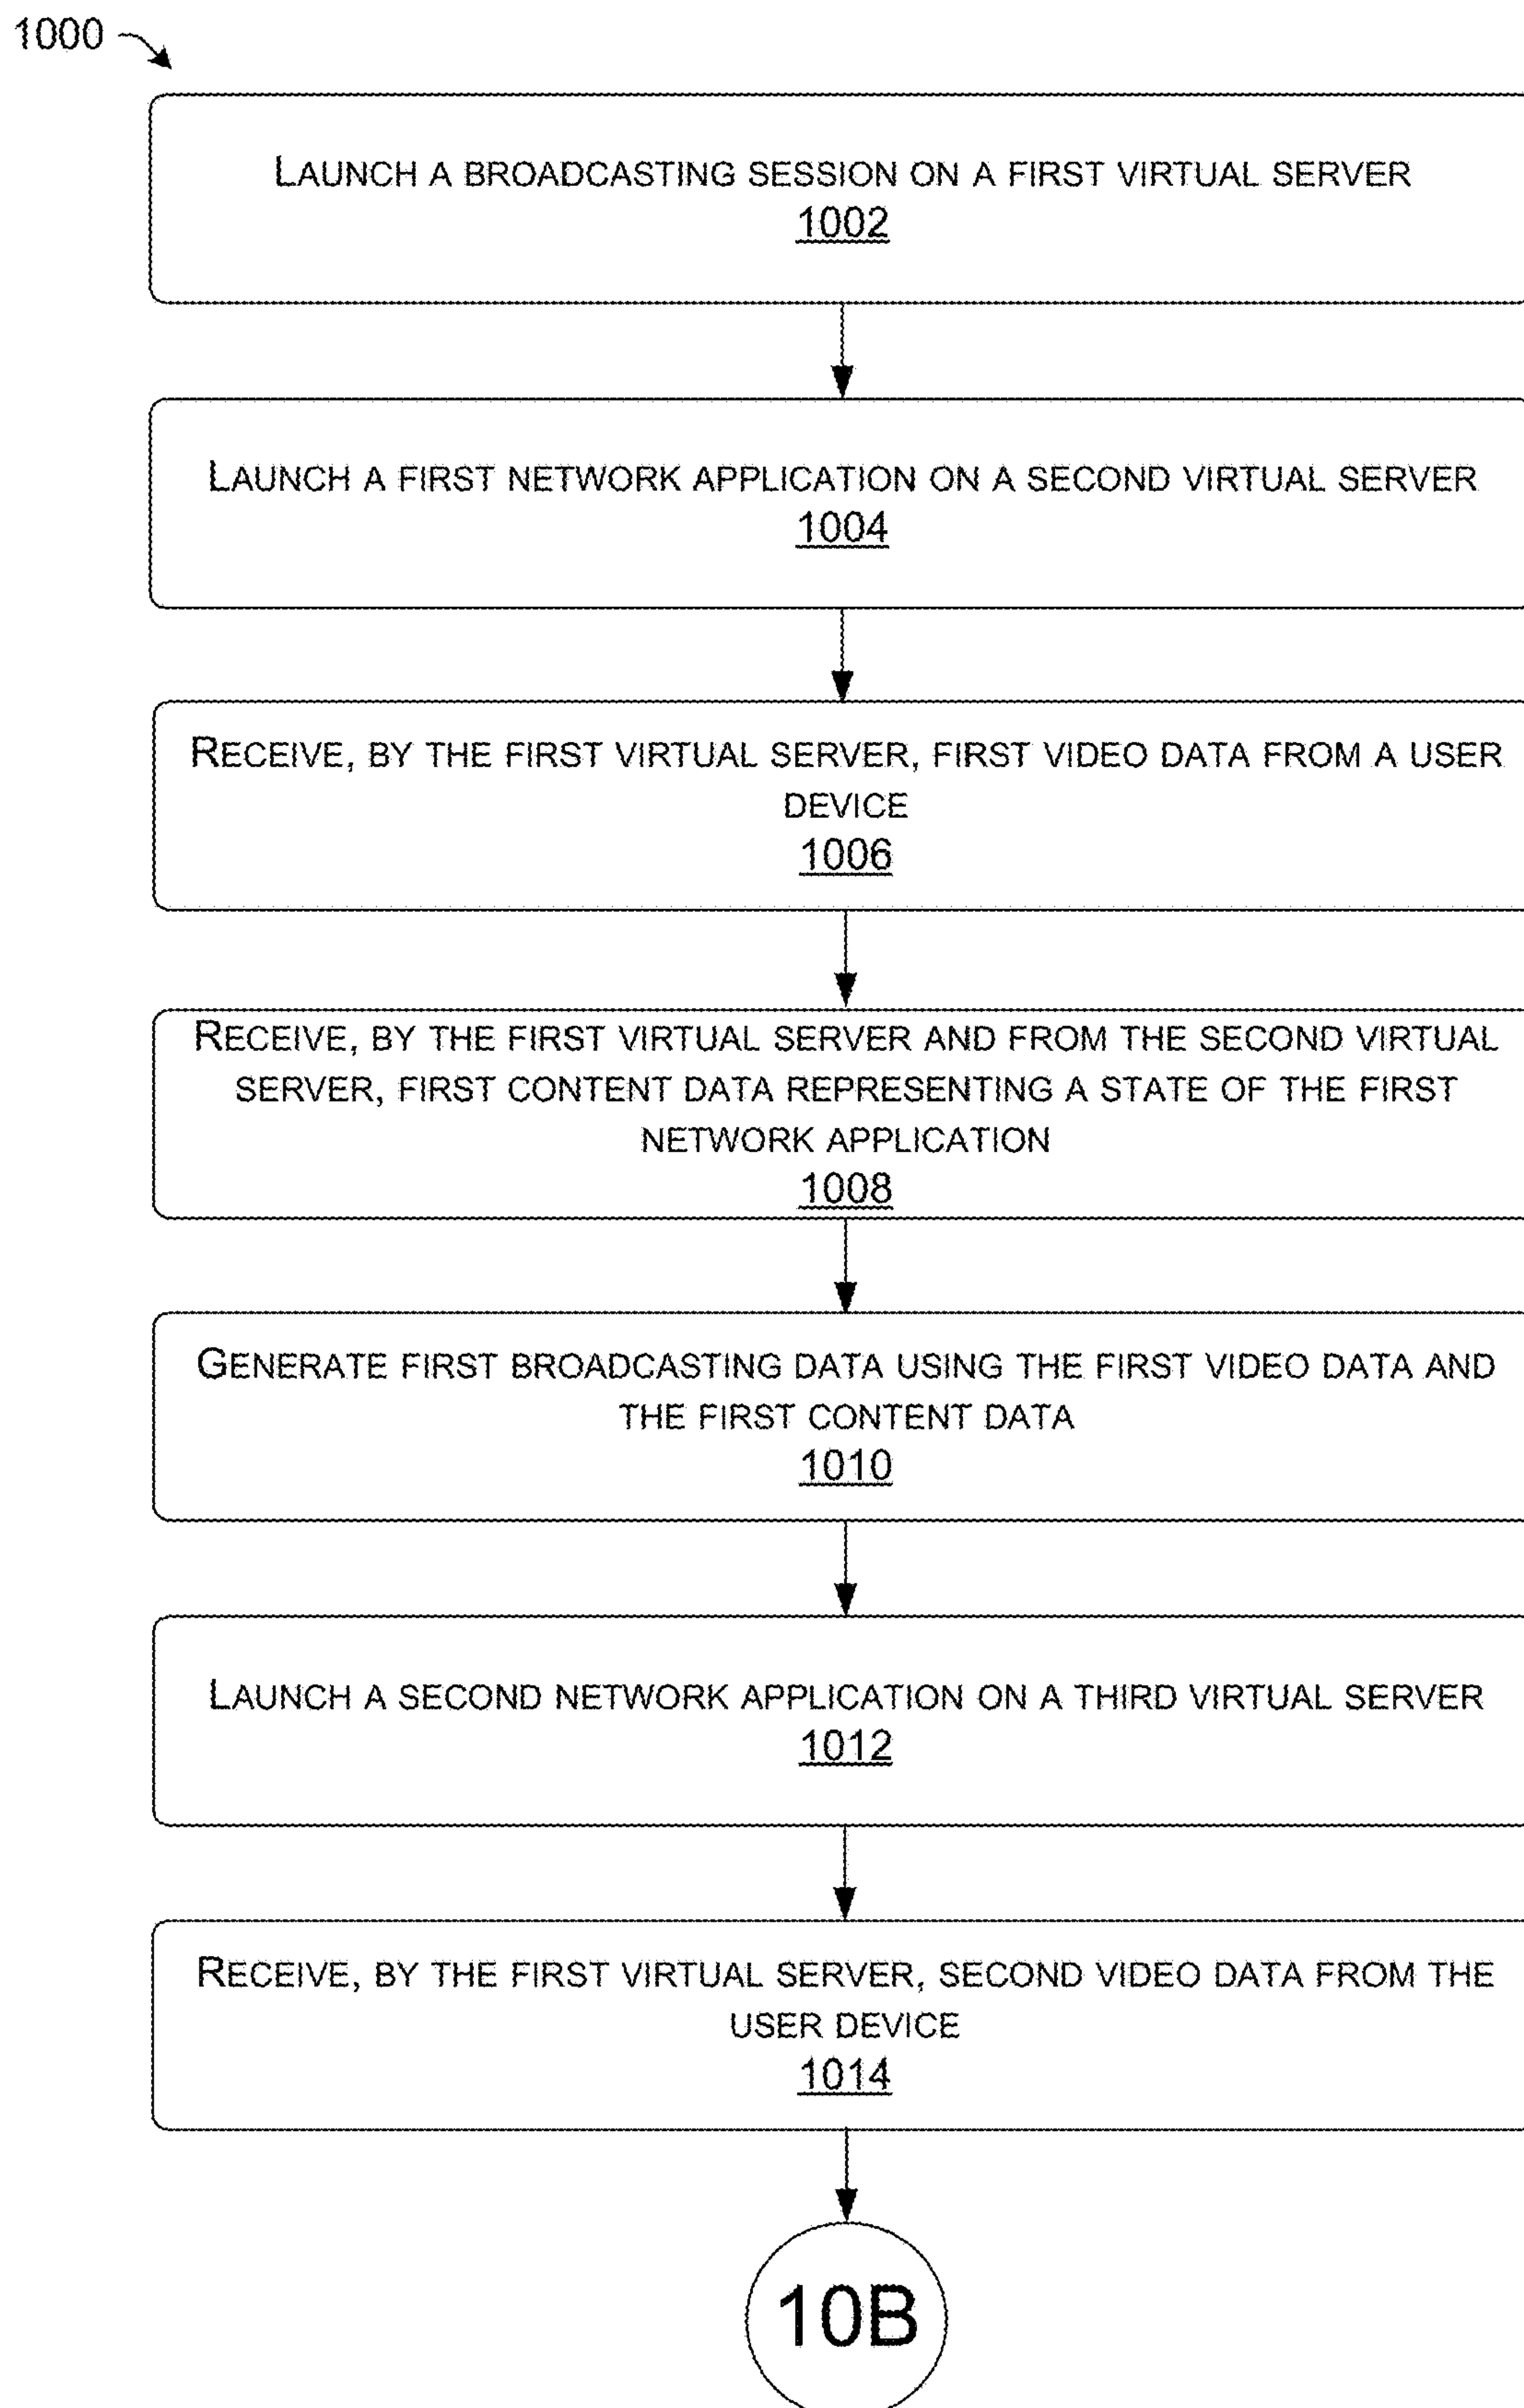 1000
LAUNCH A BROADCASTING SESSION ON A FIRST VIRTUAL SERVER
1002
LAUNCH A FIRST NETWORK APPLICATION ON A SECOND VIRTUAL SERVER
1004
RECEIVE, BY THE FIRST VIRTUAL SERVER, FIRST VIDEO DATA FROM A USER
DEVICE
1006
RECEIVE, BY THE FIRST VIRTUAL SERVER AND FROM THE SECOND VIRTUAL
SERVER, FIRST CONTENT DATA REPRESENTING A STATE OF THE FIRST
NETWORK APPLICATION
1008
GENERATE FIRST BROADCASTING DATA USING THE FIRST VIDEO DATA AND
THE FIRST CONTENT DATA
1010
LAUNCH A SECOND NETWORK APPLICATION ON A THIRD VIRTUAL SERVER
1012
RECEIVE, BY THE FIRST VIRTUAL SERVER, SECOND VIDEO DATA FROM THE
USER DEVICE
1014
10B